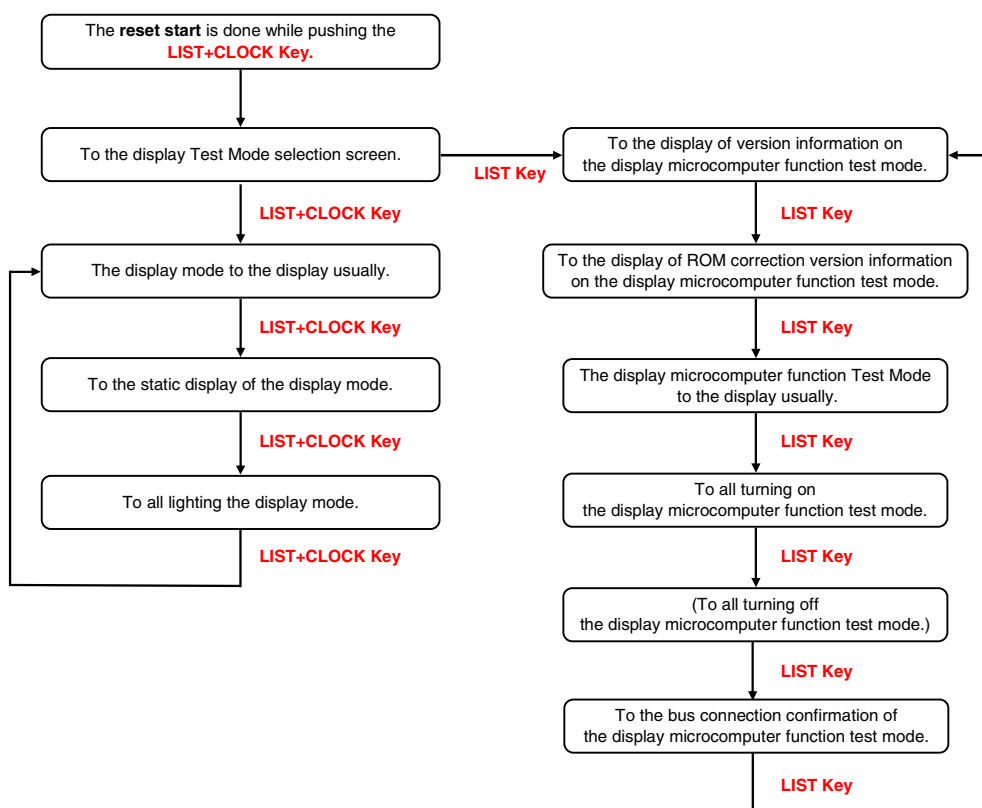 The reset start is done while pushing the
LIST+CLOCK Key.
To the display Test Mode selection screen.
LIST Key
LIST+CLOCK Key
The display mode to the display usually.
LIST+CLOCK Key
To the static display of the display mode.
LIST+CLOCK Key
To all lighting the display mode.
LIST+CLOCK Key
To the display of version information on
the display microcomputer function test mode.
LIST Key
To the display of ROM correction version information
on the display microcomputer function test mode.
LIST Key
The display microcomputer function Test Mode
to the display usually.
LIST Key
To all turning on
the display microcomputer function test mode.
LIST Key
(To all turning off
the display microcomputer function test mode.)
LIST Key
To the bus connection confirmation of
the display microcomputer function test mode.
LIST Key